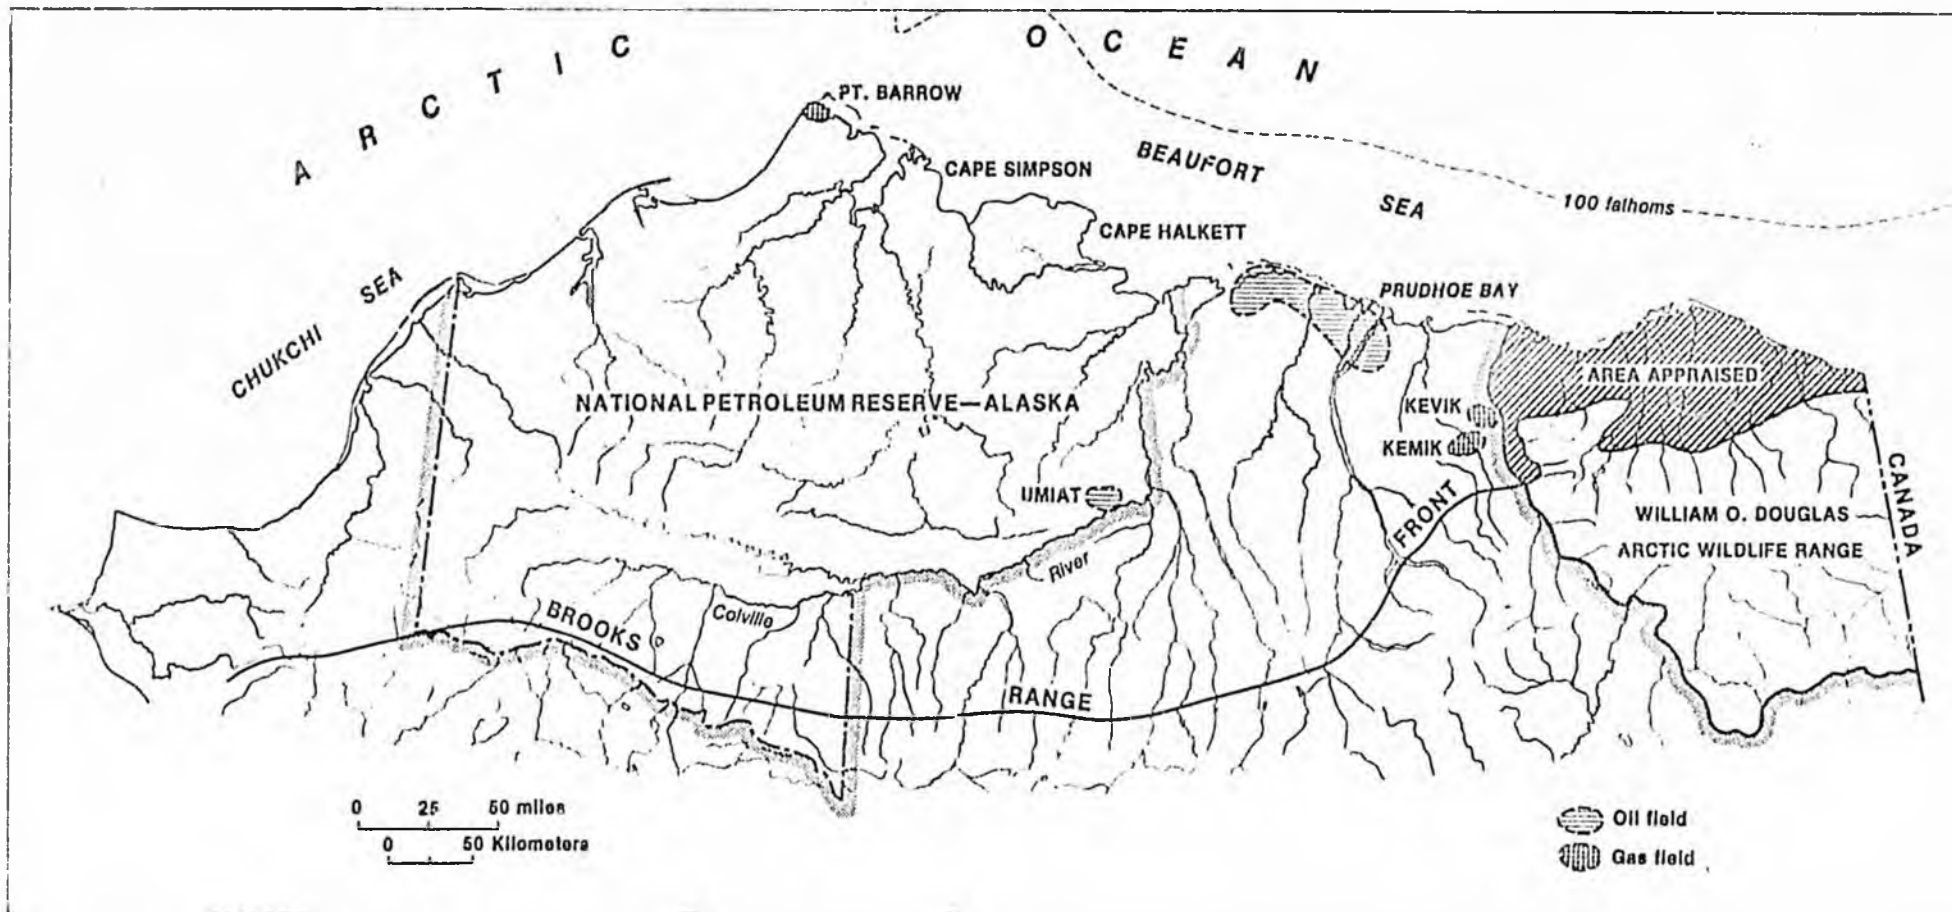 ARCTIC OCEAN
PT. BARROW
BEAUFORT SEA
CAPE SIMPSON
100 fathoms
CAPE HALKETT
CHUKCHI SEA
PRUDHOE BAY
AREA APPRAISED
NATIONAL PETROLEUM RESERVE—ALASKA
KEVIK
KEMIK
UMIAT
CANADA
WILLIAM O. DOUGLAS
ARCTIC WILDLIFE RANGE
FRONT
River
Colville
BROOKS
RANGE
0 25 50 miles
0 50 Kilometers
Oil field
Gas field